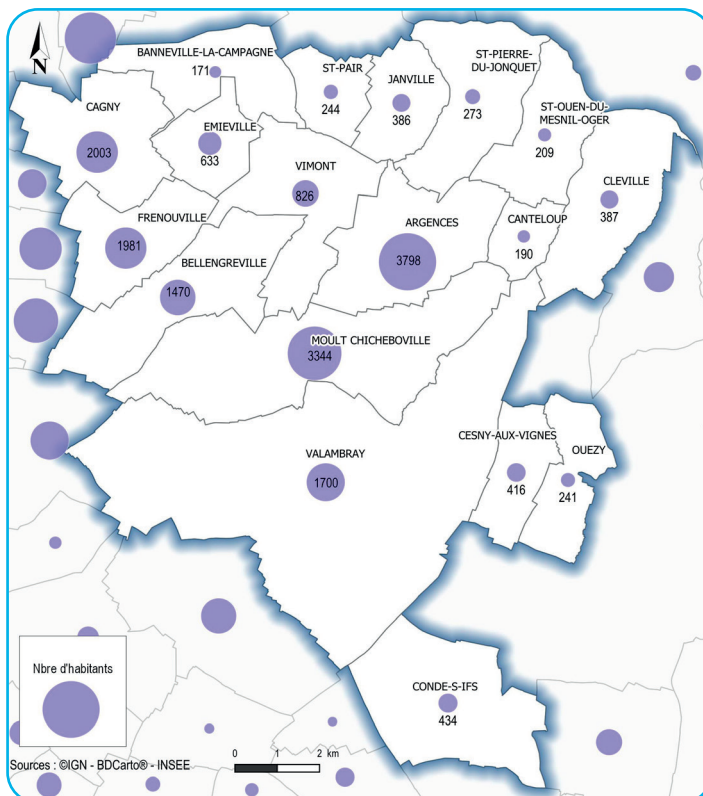 N
BANNEVILLE-LA-CAMPAGNE
171
ST-PAIR
244
JANVILLE
386
ST-PIERRE-
DU-JONQUET
273
ST-OUEN-DU-
MESNIL-OGER
209
CAGNY
2003
EMIEVILLE
633
VIMONT
826
CLEVILLE
387
FRENOUVILLE
1981
BELLENGREVILLE
1470
ARGENCES
3798
CANTELOUP
190
MOULT CHICHEBOVILLE
3344
VALAMBRAY
1700
CESNY-AUX-VIGNES
416
OUEZY
241
CONDE-S-IFS
434
Nbre d'habitants
Sources : ©IGN - BDCarto® - INSEE
0 1 2 km